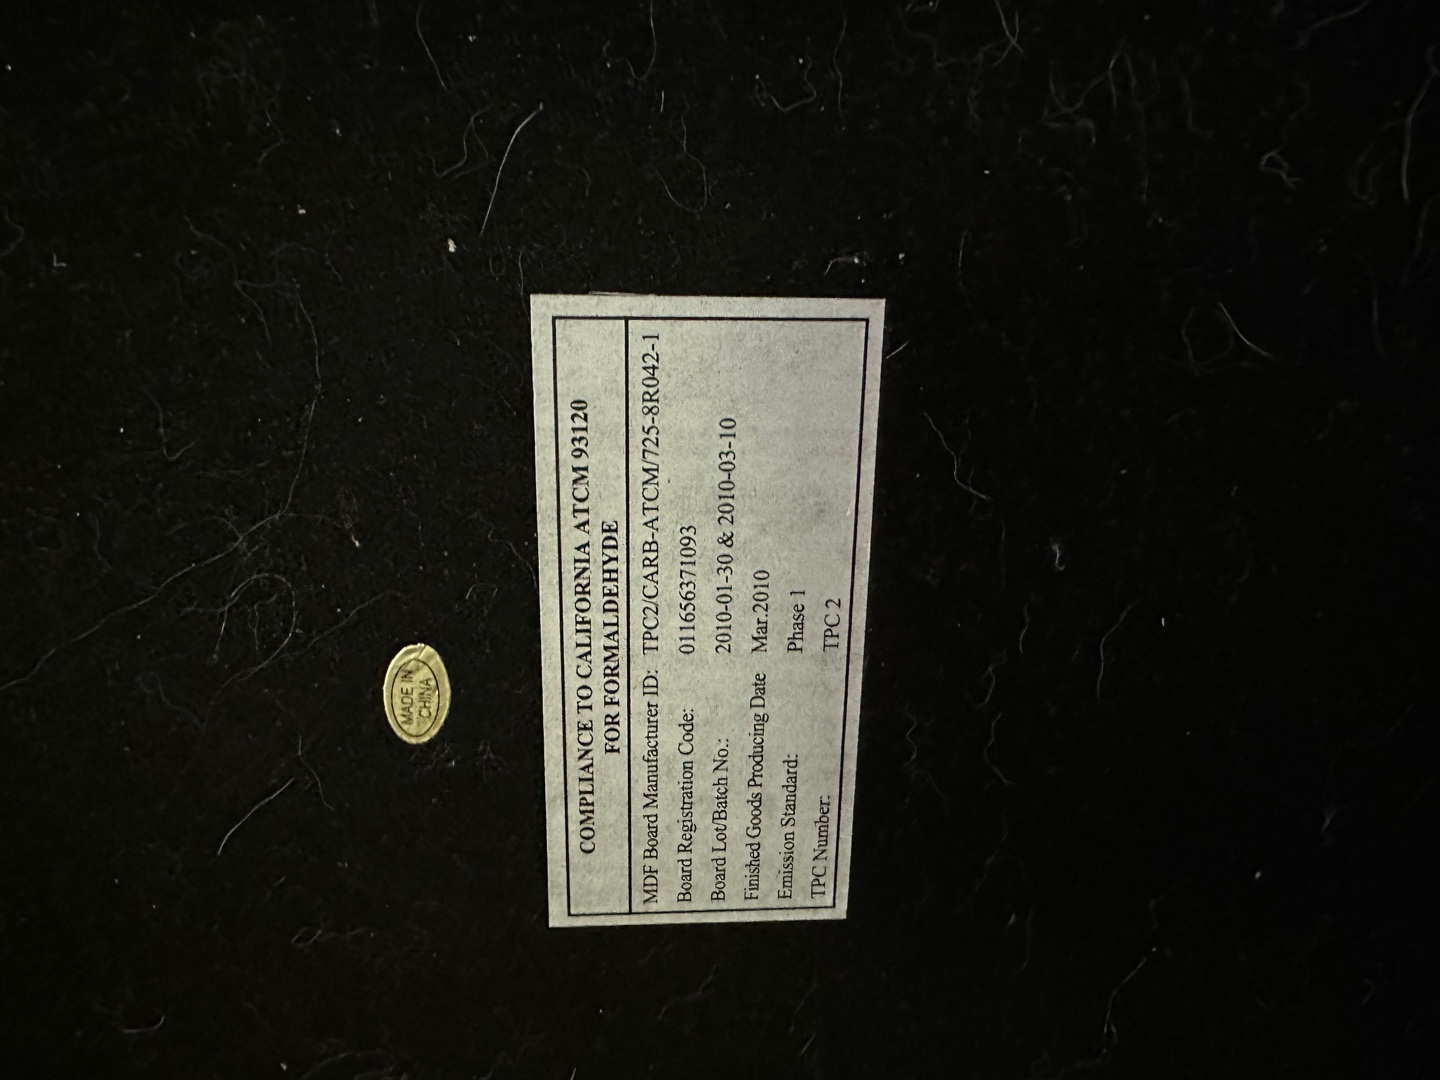 MADE IN
CHINA
COMPLIANCE TO CALIFORNIA ATCM 93120
FOR FORMALDEHYDE
MDF Board Manufacturer ID: TPC2/CARB-ATCM/725-8R042-1
Board Registration Code: 011656371093
Board Lot/Batch No.: 2010-01-30 & 2010-03-10
Finished Goods Producing Date Mar.2010
Emission Standard: Phase 1
TPC Number: TPC 2